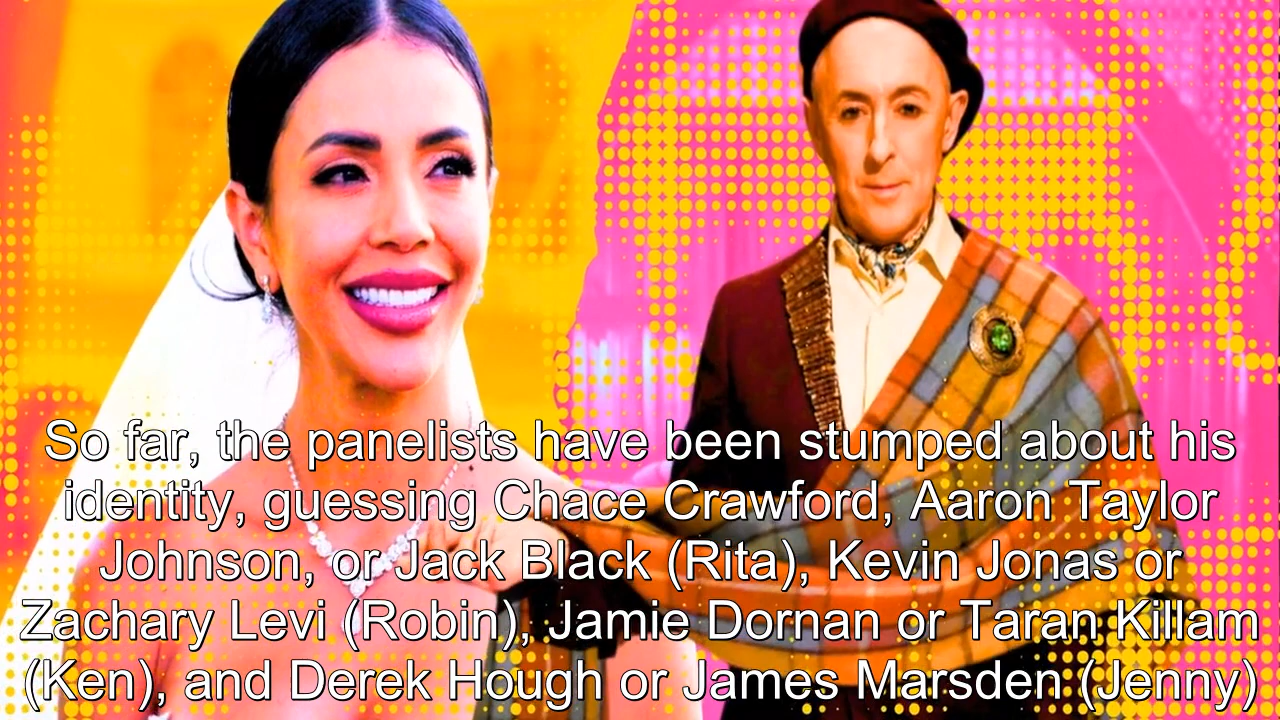 So far, the panelists have been stumped about his
identity, guessing Chace Crawford, Aaron Taylor
Johnson, or Jack Black (Rita), Kevin Jonas or
Zachary Levi (Robin), Jamie Dornan or Taran Killam
(Ken), and Derek Hough or James Marsden (Jenny)